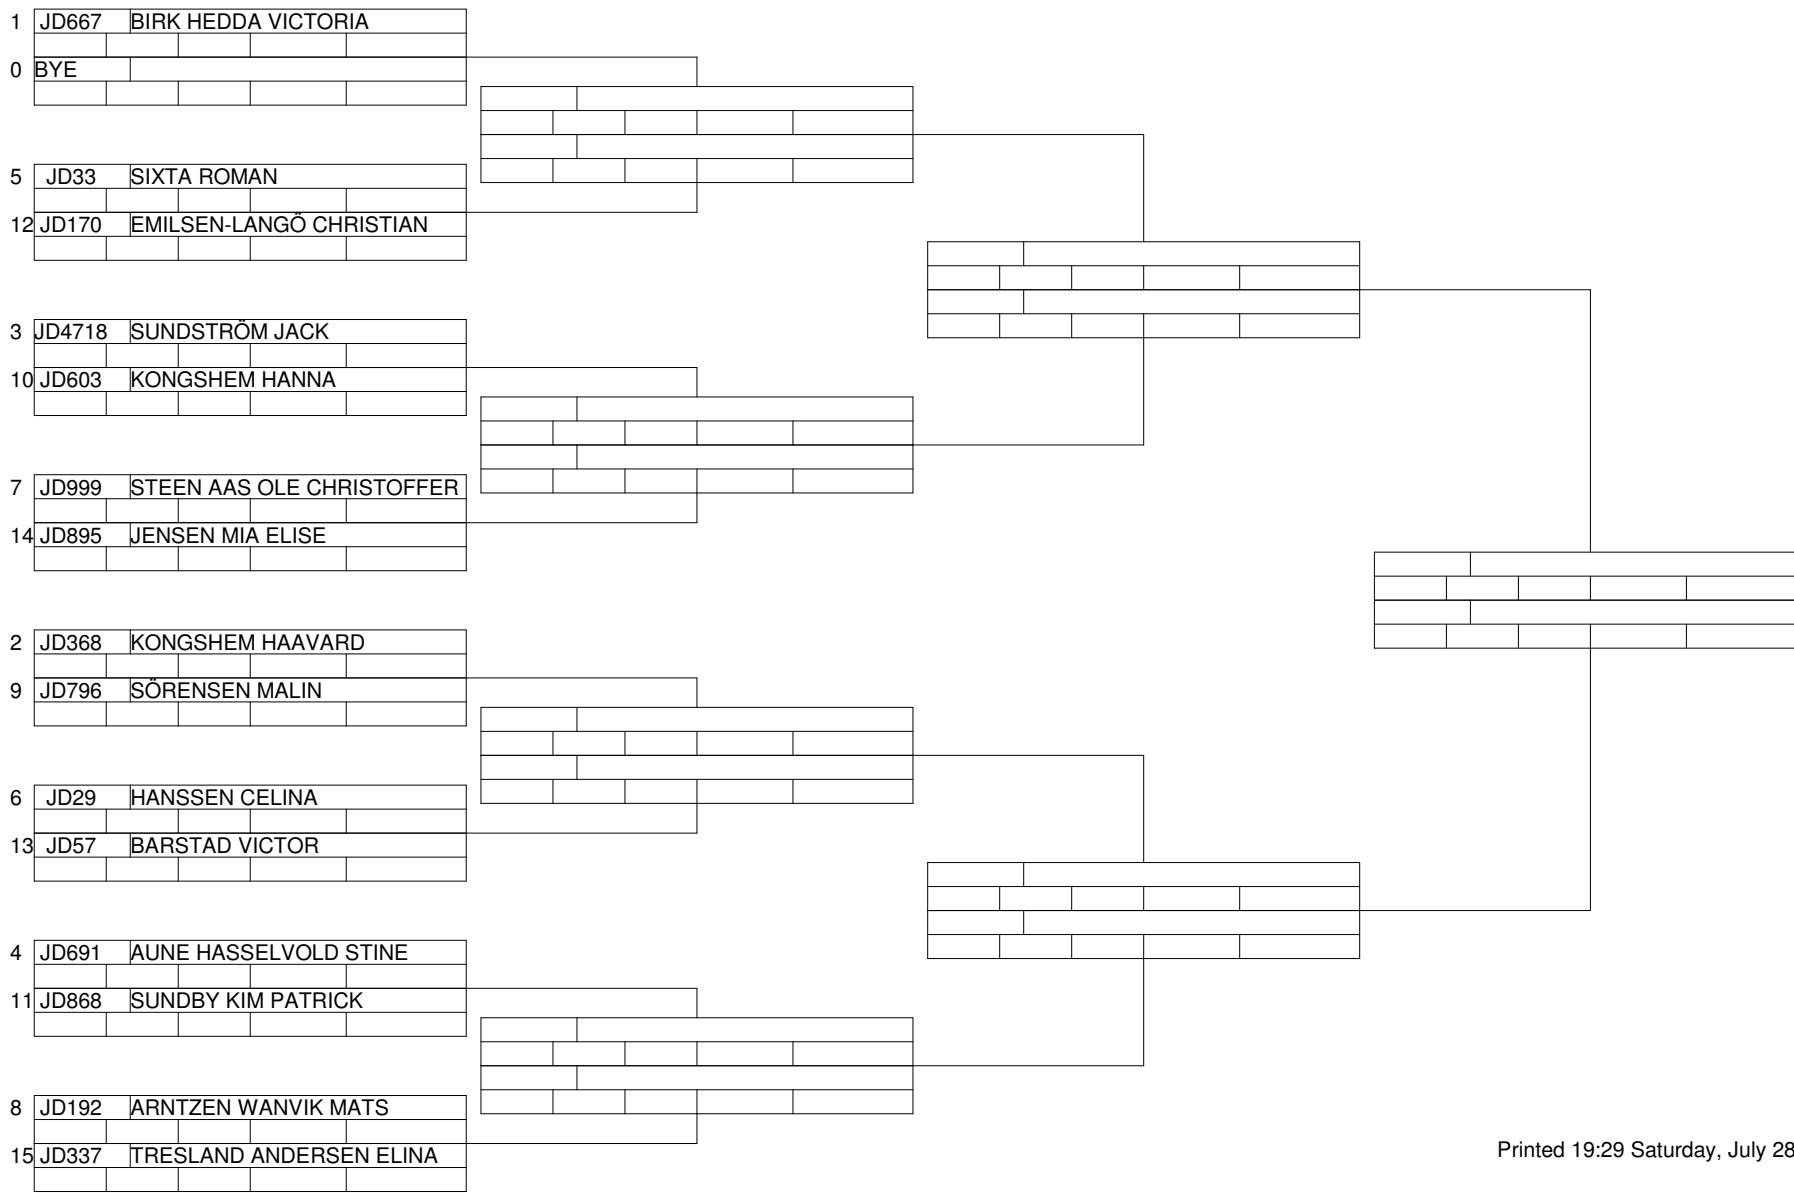 1 JD667 BIRK HEDDA VICTORIA
0 BYE
5 JD33 SIXTA ROMAN
12 JD170 EMILSEN-LANGÖ CHRISTIAN
3 JD4718 SUNDSTRÖM JACK
10 JD603 KONGSHEM HANNA
7 JD999 STEEN AAS OLE CHRISTOFFER
14 JD895 JENSEN MIA ELISE
2 JD368 KONGSHEM HAAVARD
9 JD796 SÖRENSEN MALIN
6 JD29 HANSSEN CELINA
13 JD57 BARSTAD VICTOR
4 JD691 AUNE HASSELVOLD STINE
11 JD868 SUNDBY KIM PATRICK
8 JD192 ARNTZEN WANVIK MATS
15 JD337 TRESLAND ANDERSEN ELINA
Printed 19:29 Saturday, July 28